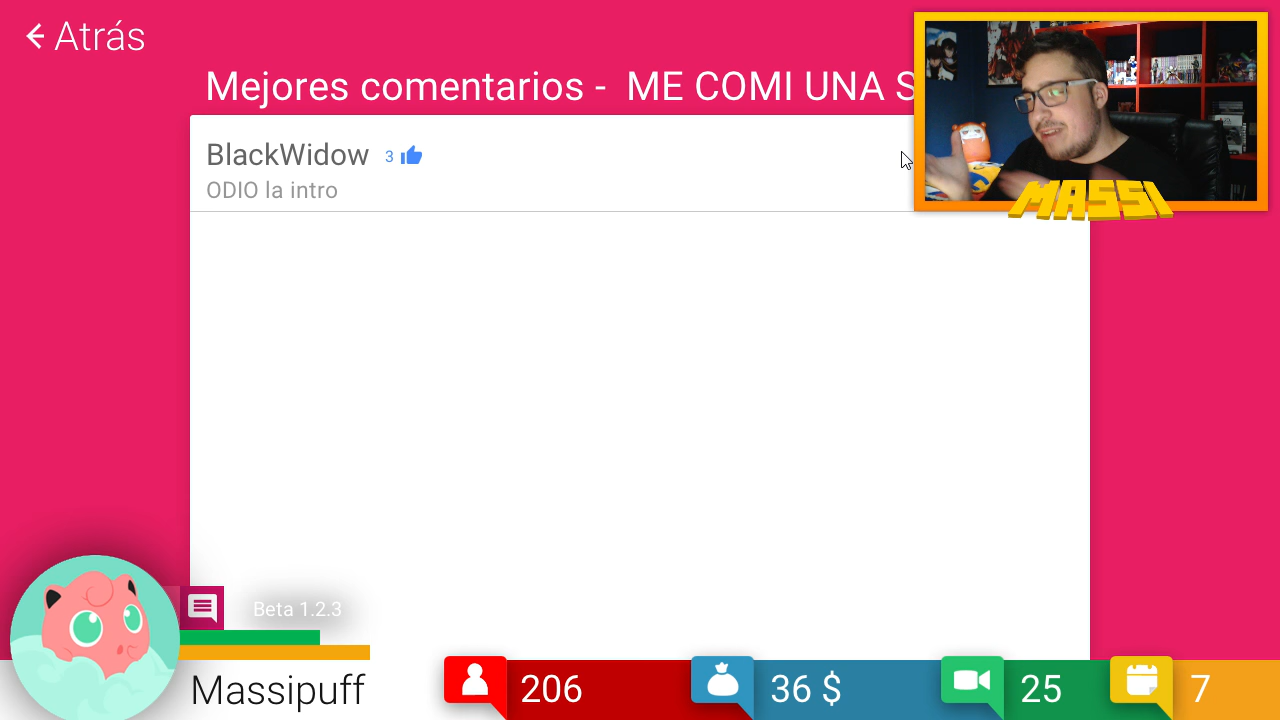 Atrás
Mejores comentarios - ME COMI UNA S
BlackWidow 3
ODIO la intro
MASSI
Beta 1.2.3
Massipuff
206
36 $
25
7